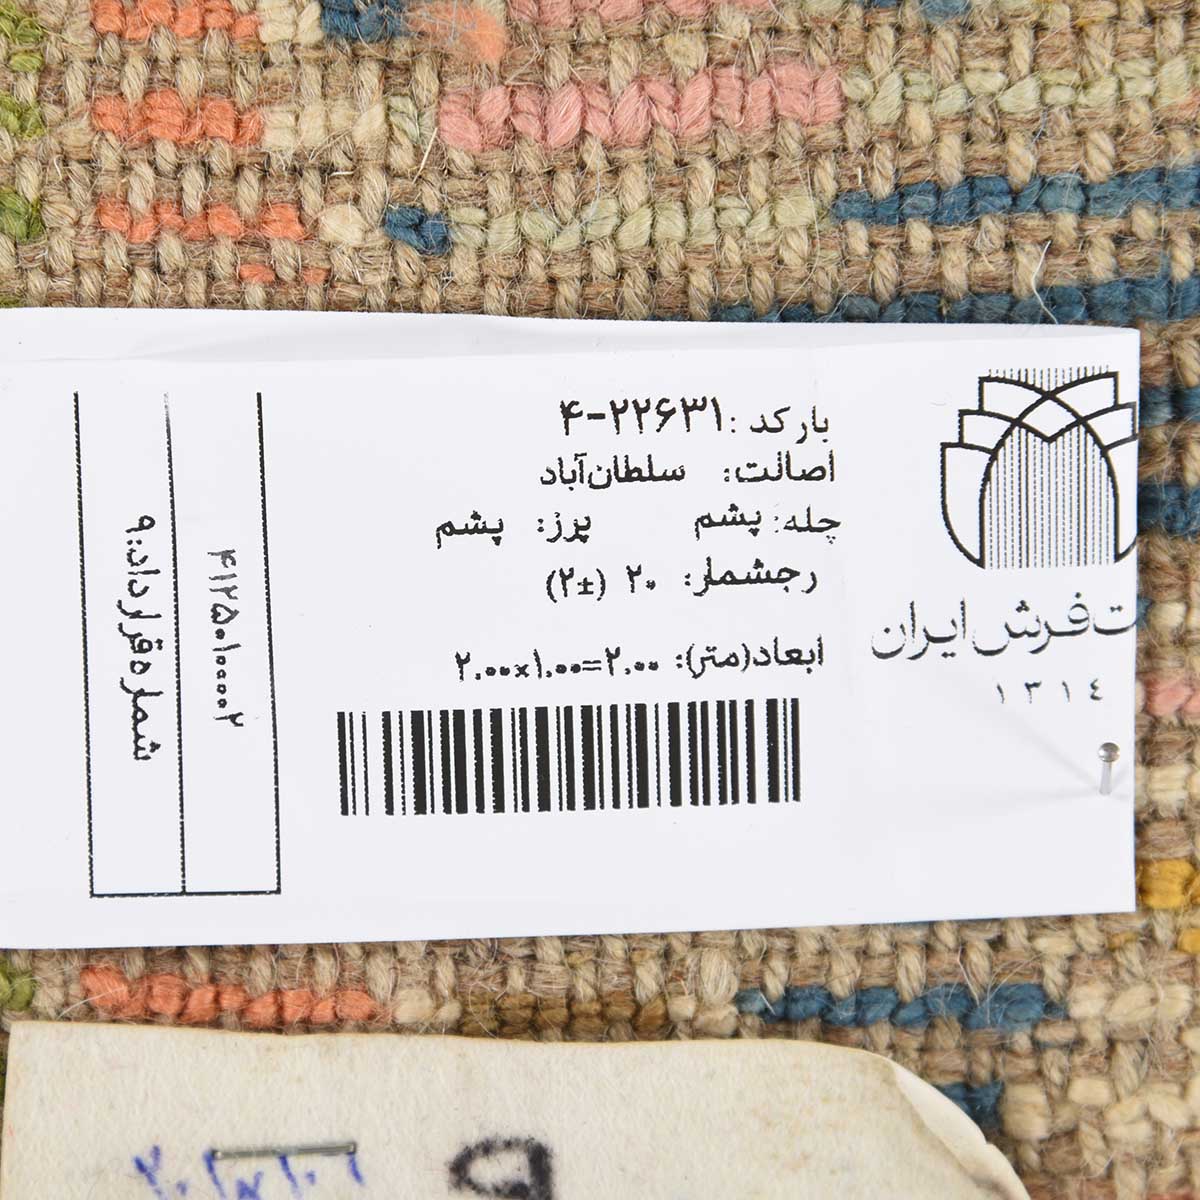 بارکد: ۴-۲۲۶۳۱
اصالت: سلطان‌آباد
چله: پشم پرز: پشم
رجشمار: ۲۰ (±۲)
ابعاد(متر): ۲.۰۰=۱.۰۰×۲.۰۰
ت فرش ایران
۱۳۱۴
۴۱۲۵۰۱۰۰۰۰۲
شماره قرارداد:۹